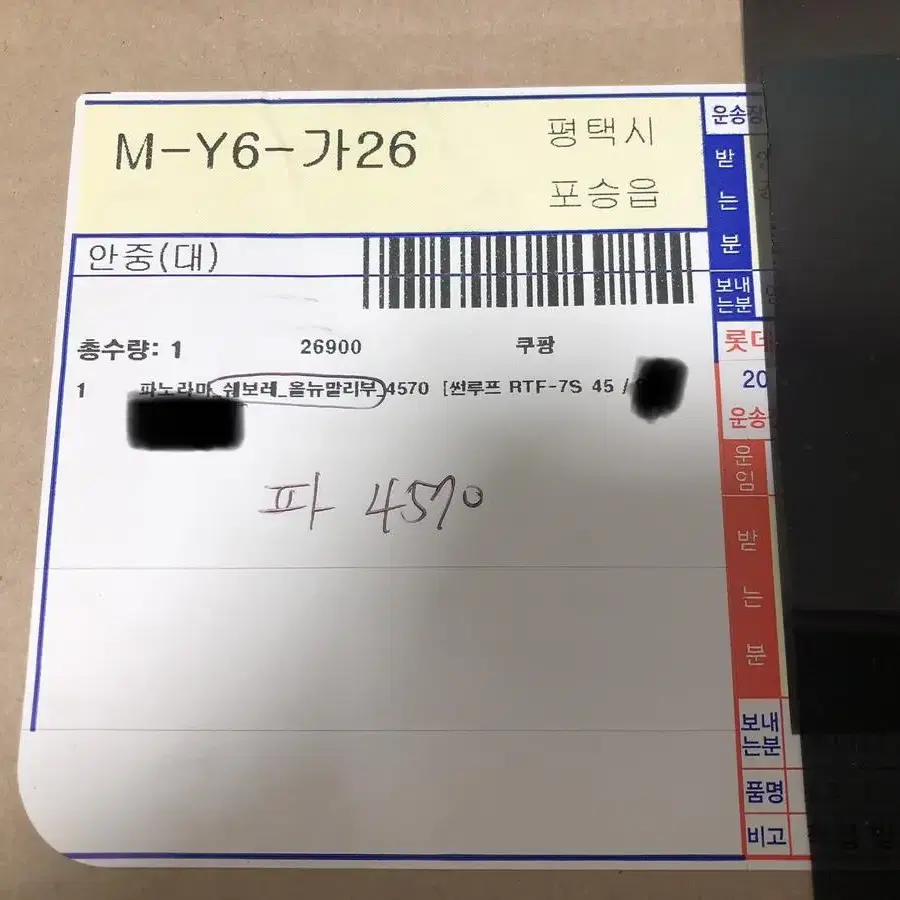 M-Y6-가26
평택시
포승읍
안중(대)
총수량: 1 26900 쿠팡
1 파노라마_쉐보레_올뉴말리부_4570 [썬루프 RTF-7S 45 /
파 4570
운송장
받는분
보내는분
롯데
20
운송
운임
받는분
보내는분
품명
비고